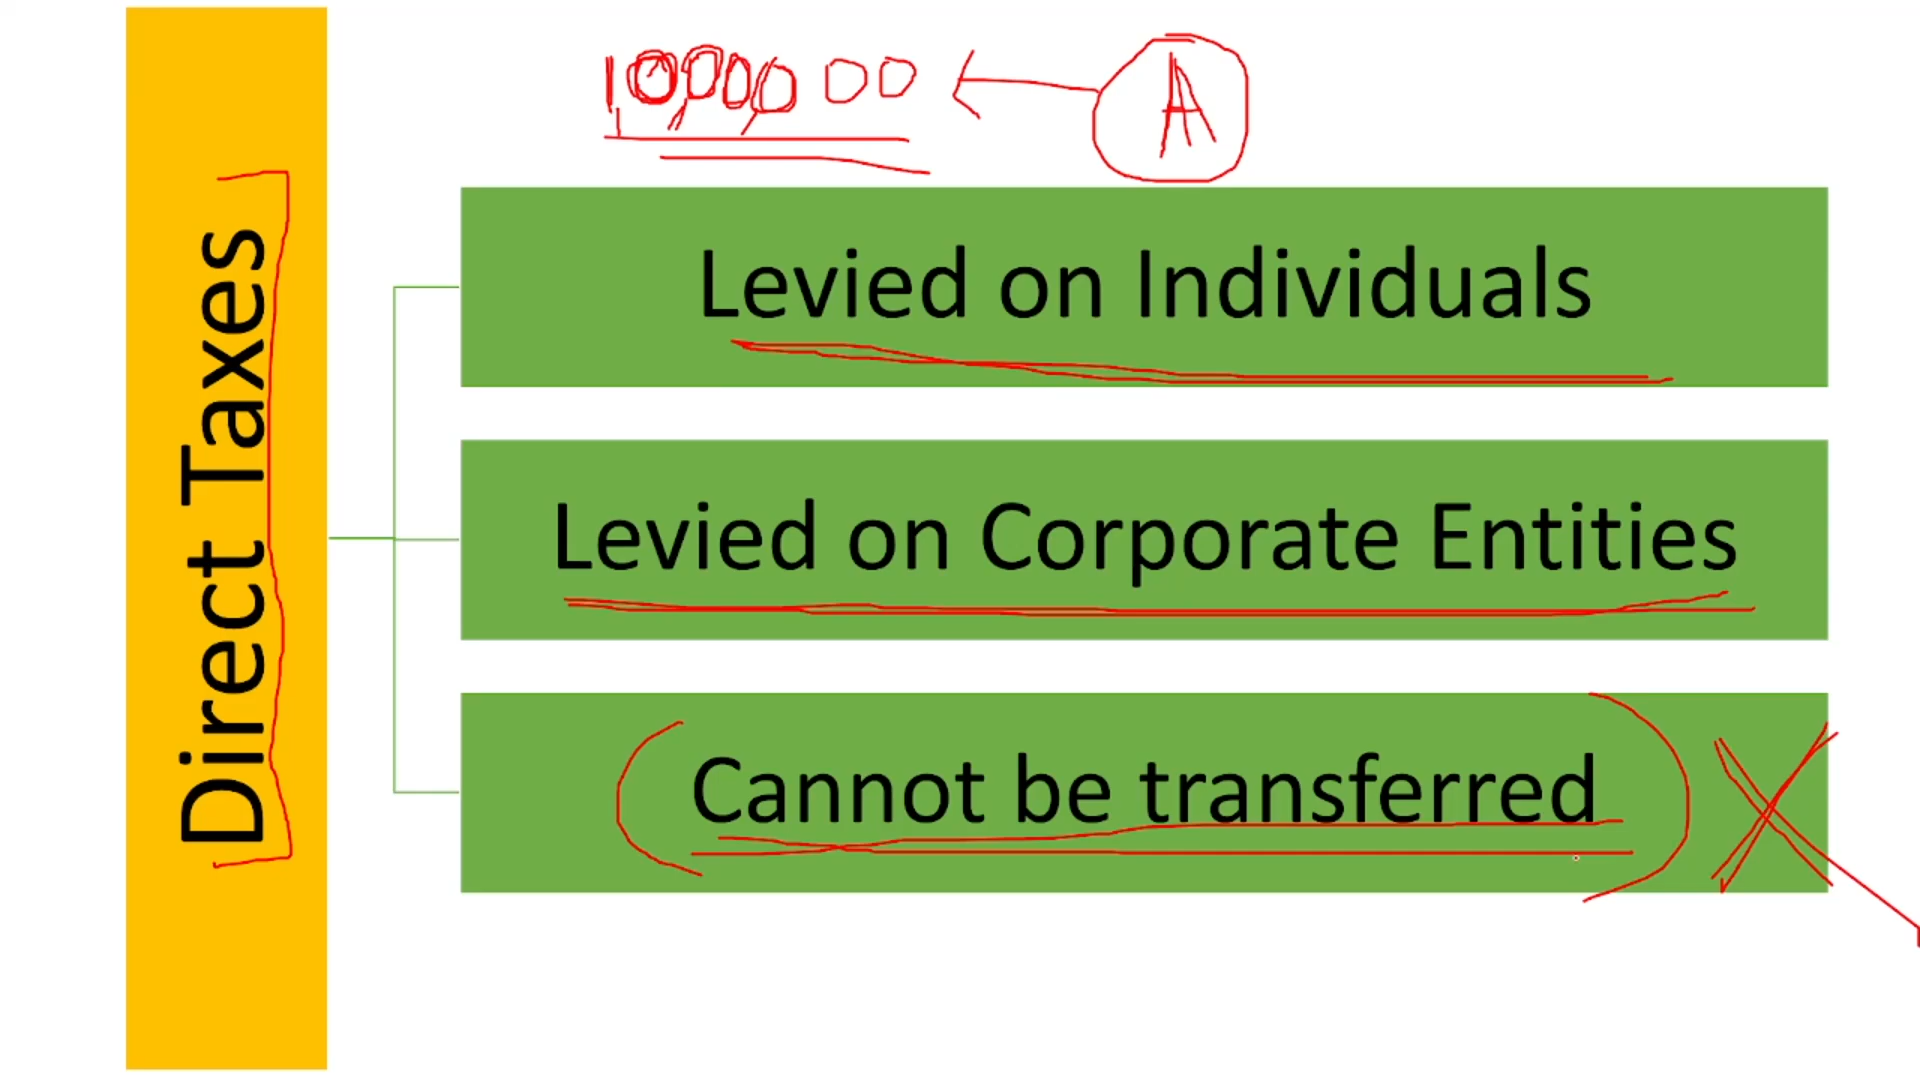 A
Direct Taxes
Levied on Individuals
Levied on Corporate Entities
Cannot be transferred